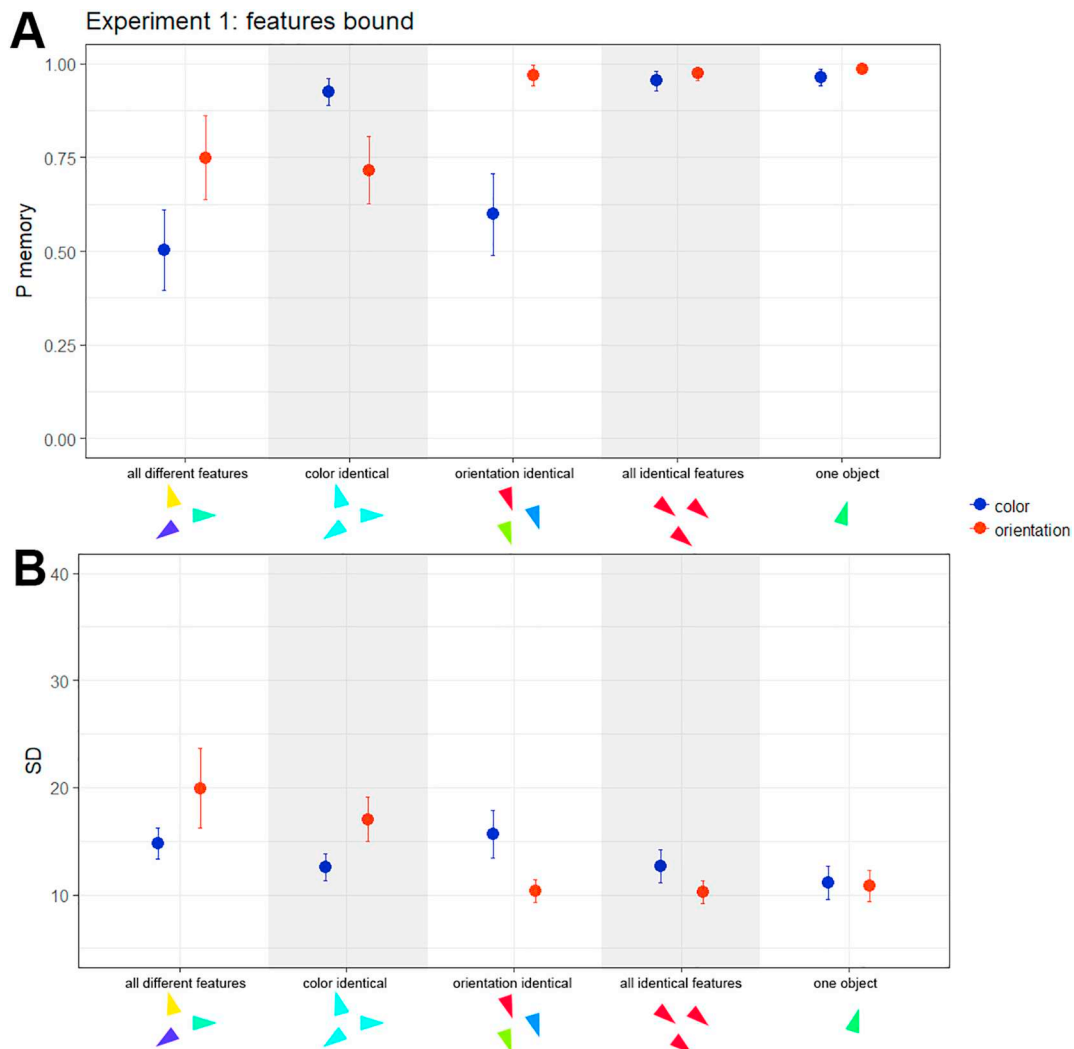 A
Experiment 1: features bound
1.00
0.75
0.50
0.25
0.00
P memory
all different features
color identical
orientation identical
all identical features
one object
color
orientation
B
40
30
20
10
SD
all different features
color identical
orientation identical
all identical features
one object